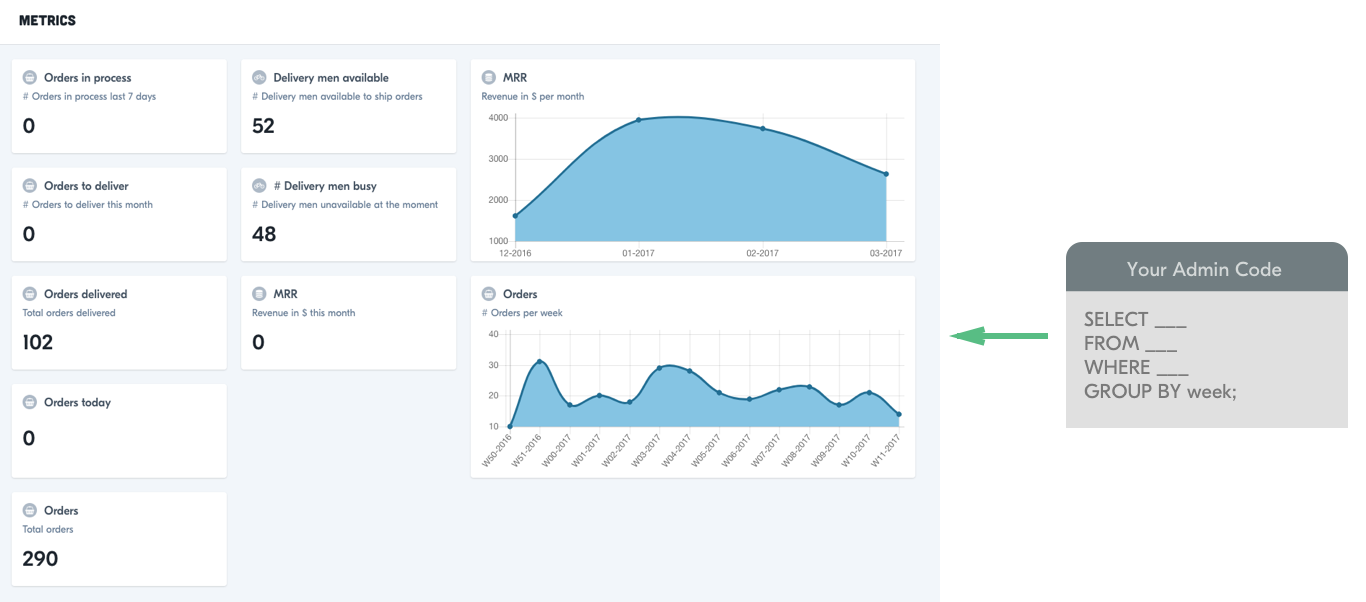 METRICS
Orders in process
# Orders in process last 7 days
0
Orders to deliver
# Orders to deliver this month
0
Orders delivered
Total orders delivered
102
Orders today
0
Orders
Total orders
290
Delivery men available
# Delivery men available to ship orders
52
# Delivery men busy
# Delivery men unavailable at the moment
48
MRR
Revenue in $ this month
0
MRR
Revenue in $ per month
4000
3000
2000
1000
12-2016 01-2017 02-2017 03-2017
Orders
# Orders per week
40
30
20
10
W50-2016 W51-2016 W00-2017 W01-2017 W02-2017 W03-2017 W04-2017 W05-2017 W06-2017 W07-2017 W08-2017 W09-2017 W10-2017 W11-2017
Your Admin Code
SELECT ___
FROM ___
WHERE ___
GROUP BY week;